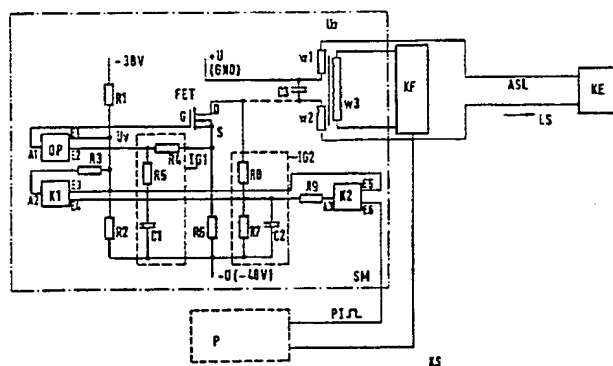 Uz
-38V
+U
(GND)
w1
R1
C3
KF
ASL
KE
FET
G
D
S
w2
w3
LS
E1
A1
OP
E2
Uv
R4
IG1
R3
R5
R8
IG2
A2
K1
E3
E4
R9
A3
K2
E5
E6
R2
C1
R6
R7
C2
-U(-48V)
SM
PI
P
KS